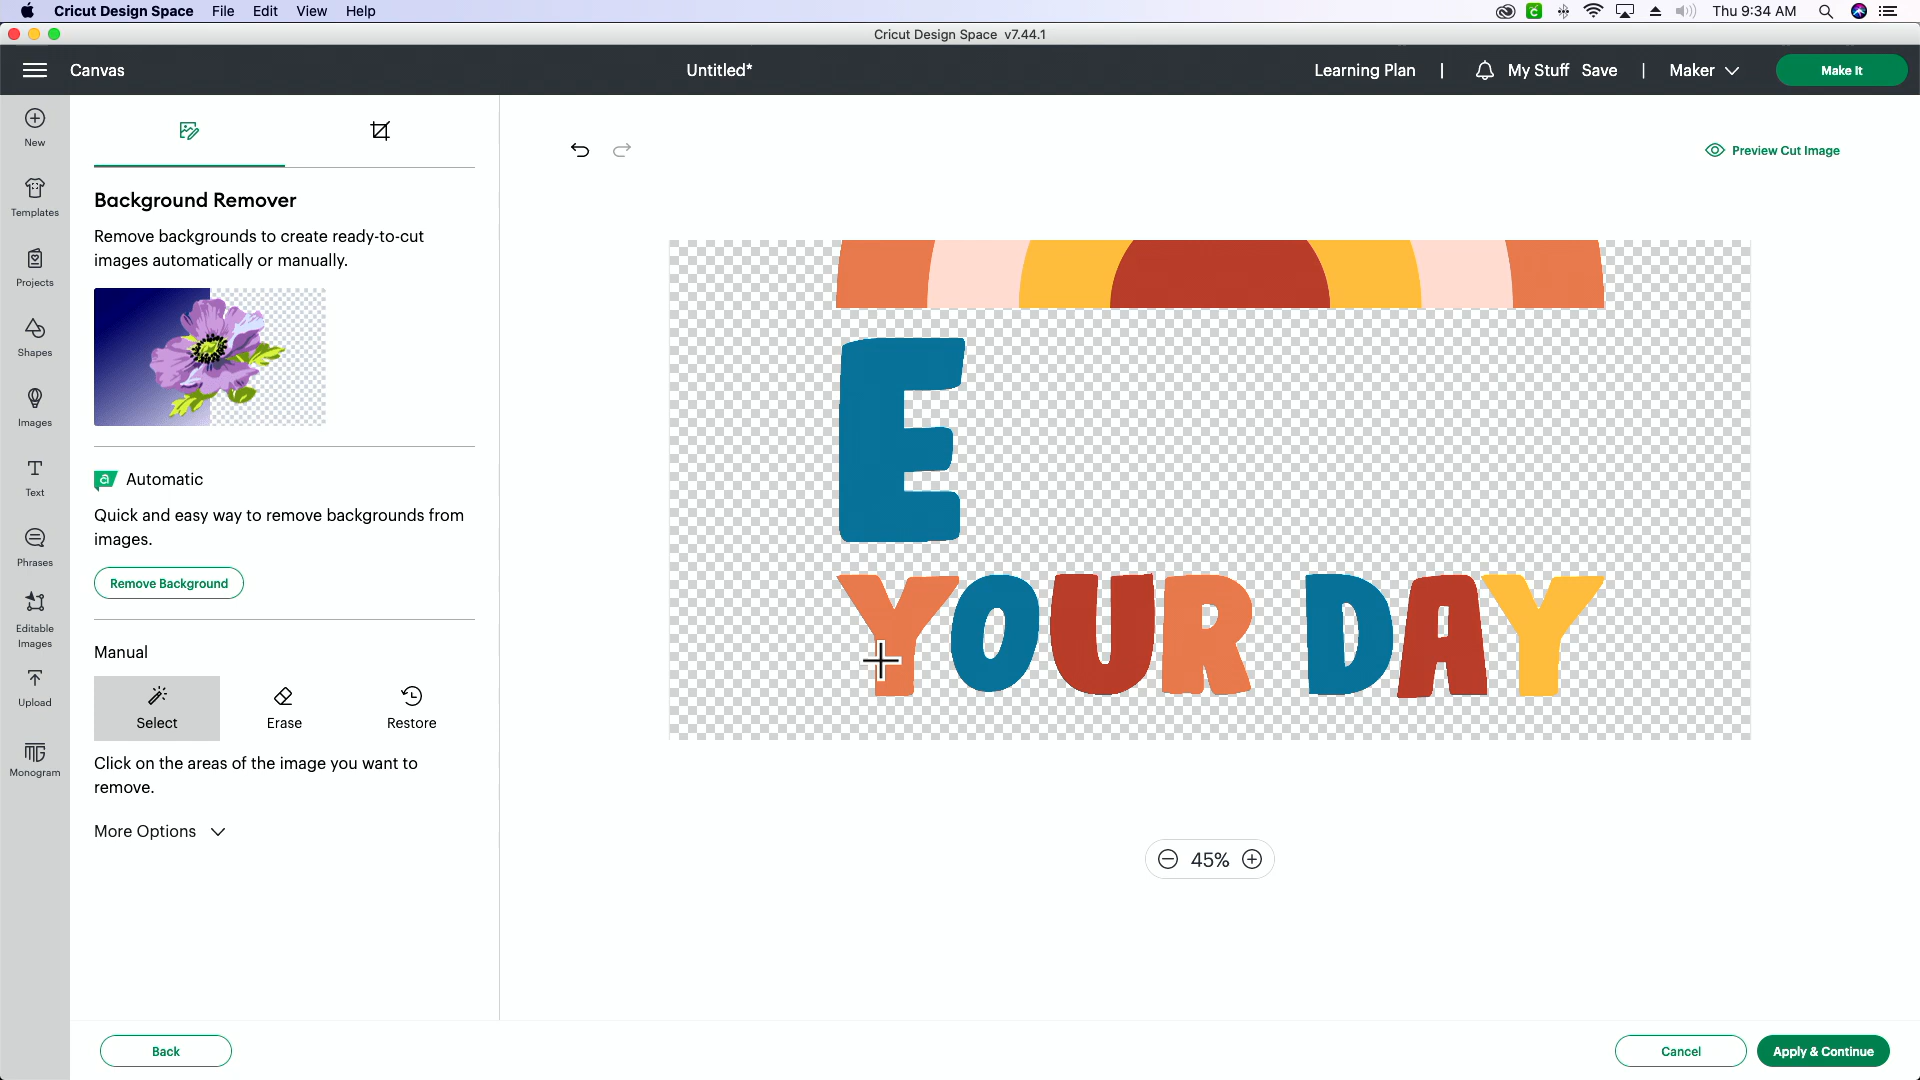 Cricut Design Space File Edit View Help Thu 9:34 AM
Cricut Design Space v7.44.1
Canvas Untitled* Learning Plan | My Stuff Save | Maker Make It
New
Templates
Projects
Shapes
Images
Text
Phrases
Editable
Images
Upload
Monogram
Background Remover
Remove backgrounds to create ready-to-cut
images automatically or manually.
a Automatic
Quick and easy way to remove backgrounds from
images.
Remove Background
Manual
Select Erase Restore
Click on the areas of the image you want to
remove.
More Options
Back
Preview Cut Image
E
YOUR DAY
45%
Cancel Apply & Continue